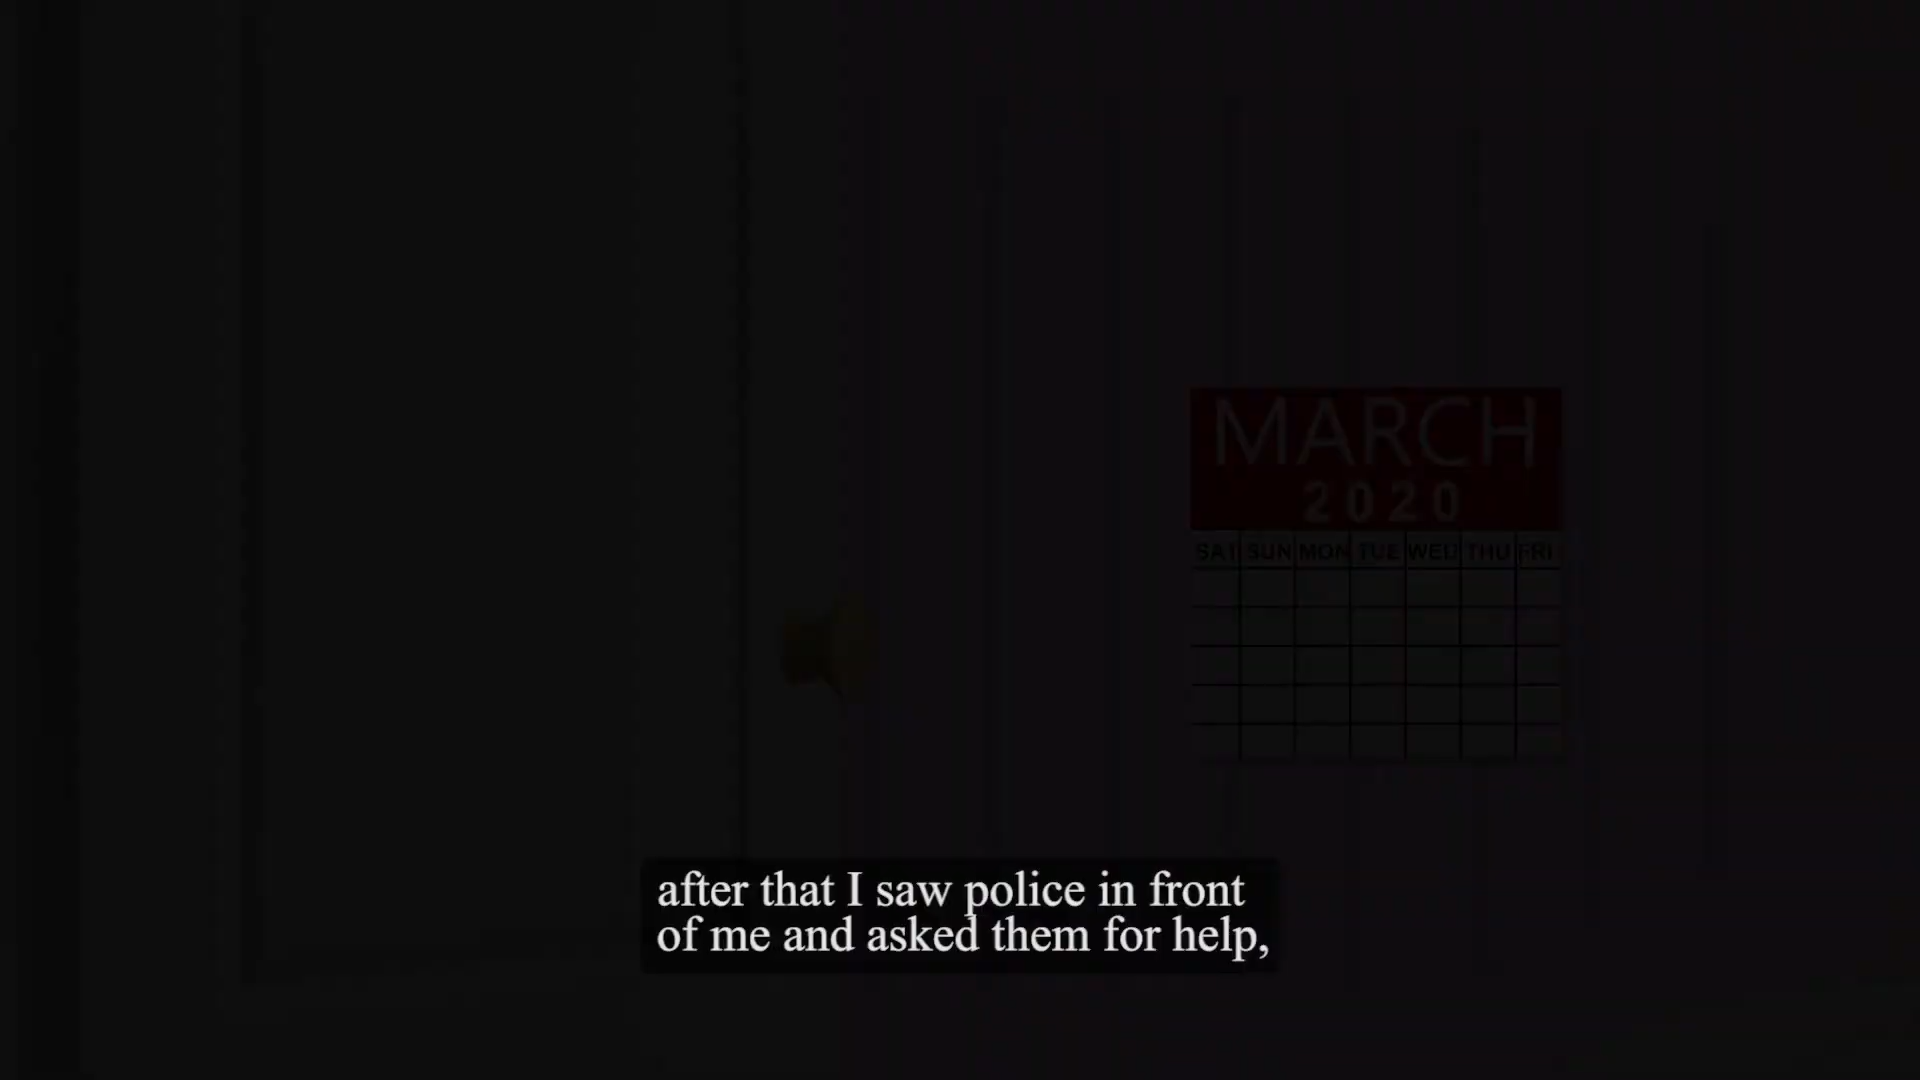 MARCH
2020
SAT SUN MON TUE WED THU FRI
after that I saw police in front
of me and asked them for help,